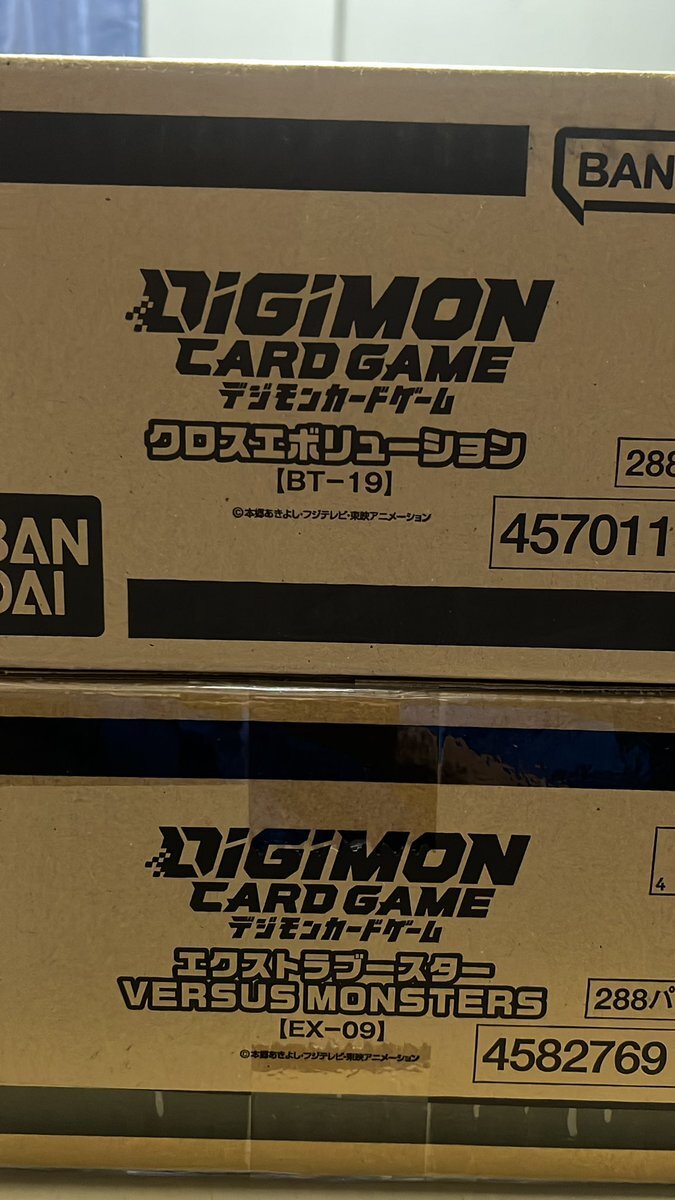 BAN
DiGiMON
CARD GAME
デジモンカードゲーム
クロスエボリューション
【BT-19】
288
©本郷あきよし・フジテレビ・東映アニメーション
457011
BAN
DAI
DiGiMON
CARD GAME
デジモンカードゲーム
4
エクストラブースター
VERSUS MONSTERS
288パ
【EX-09】
©本郷あきよし・フジテレビ・東映アニメーション
4582769